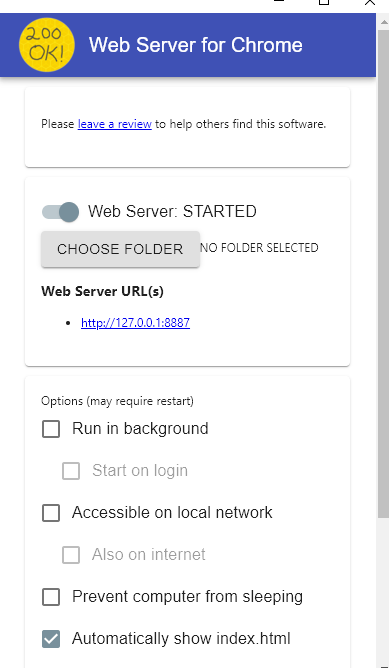 200
OK!
Web Server for Chrome
Please leave a review to help others find this software.
Web Server: STARTED
CHOOSE FOLDER NO FOLDER SELECTED
Web Server URL(s)
• http://127.0.0.1:8887
Options (may require restart)
Run in background
Start on login
Accessible on local network
Also on internet
Prevent computer from sleeping
Automatically show index.html